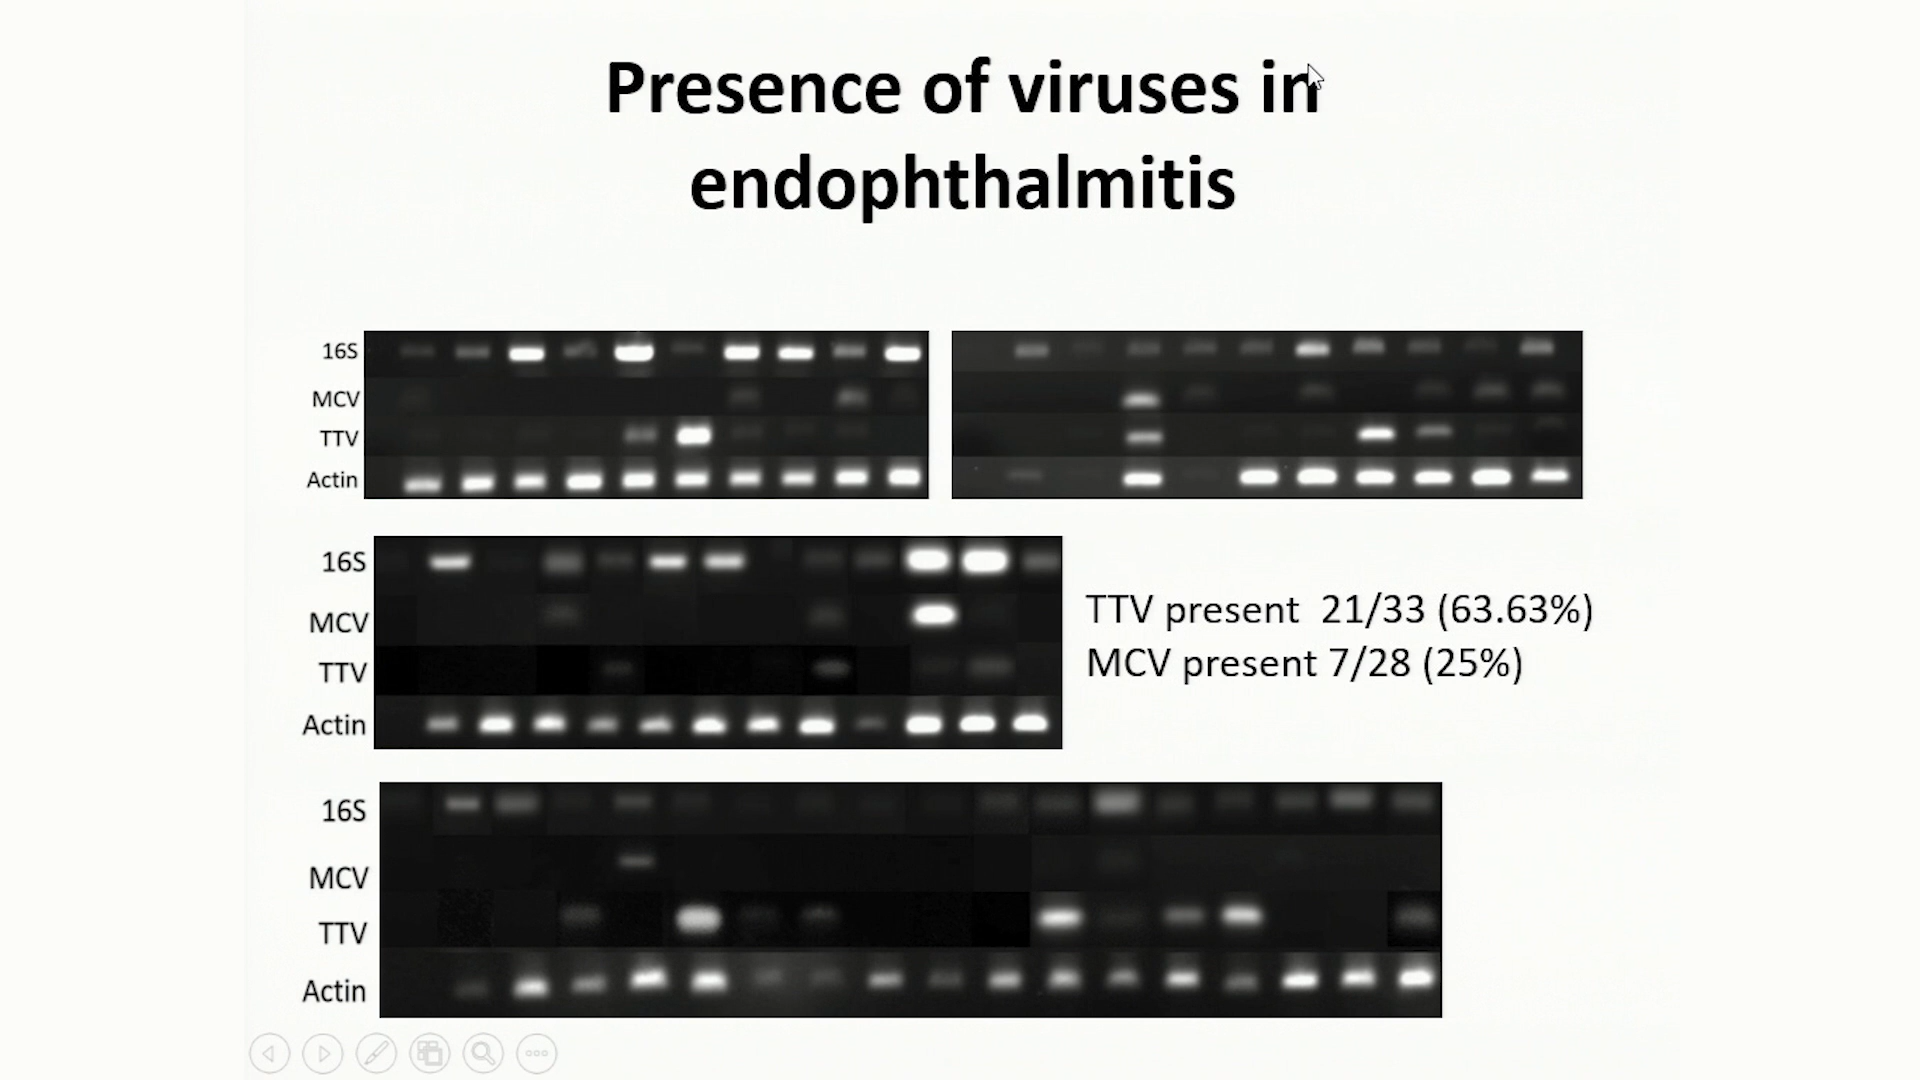 Presence of viruses in
endophthalmitis
16S
MCV
TTV
Actin
16S
MCV
TTV
Actin
TTV present 21/33 (63.63%)
MCV present 7/28 (25%)
16S
MCV
TTV
Actin